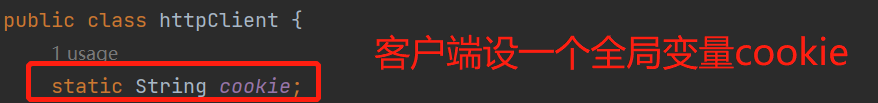 public class httpClient {
1 usage
客户端设一个全局变量cookie
static String cookie;